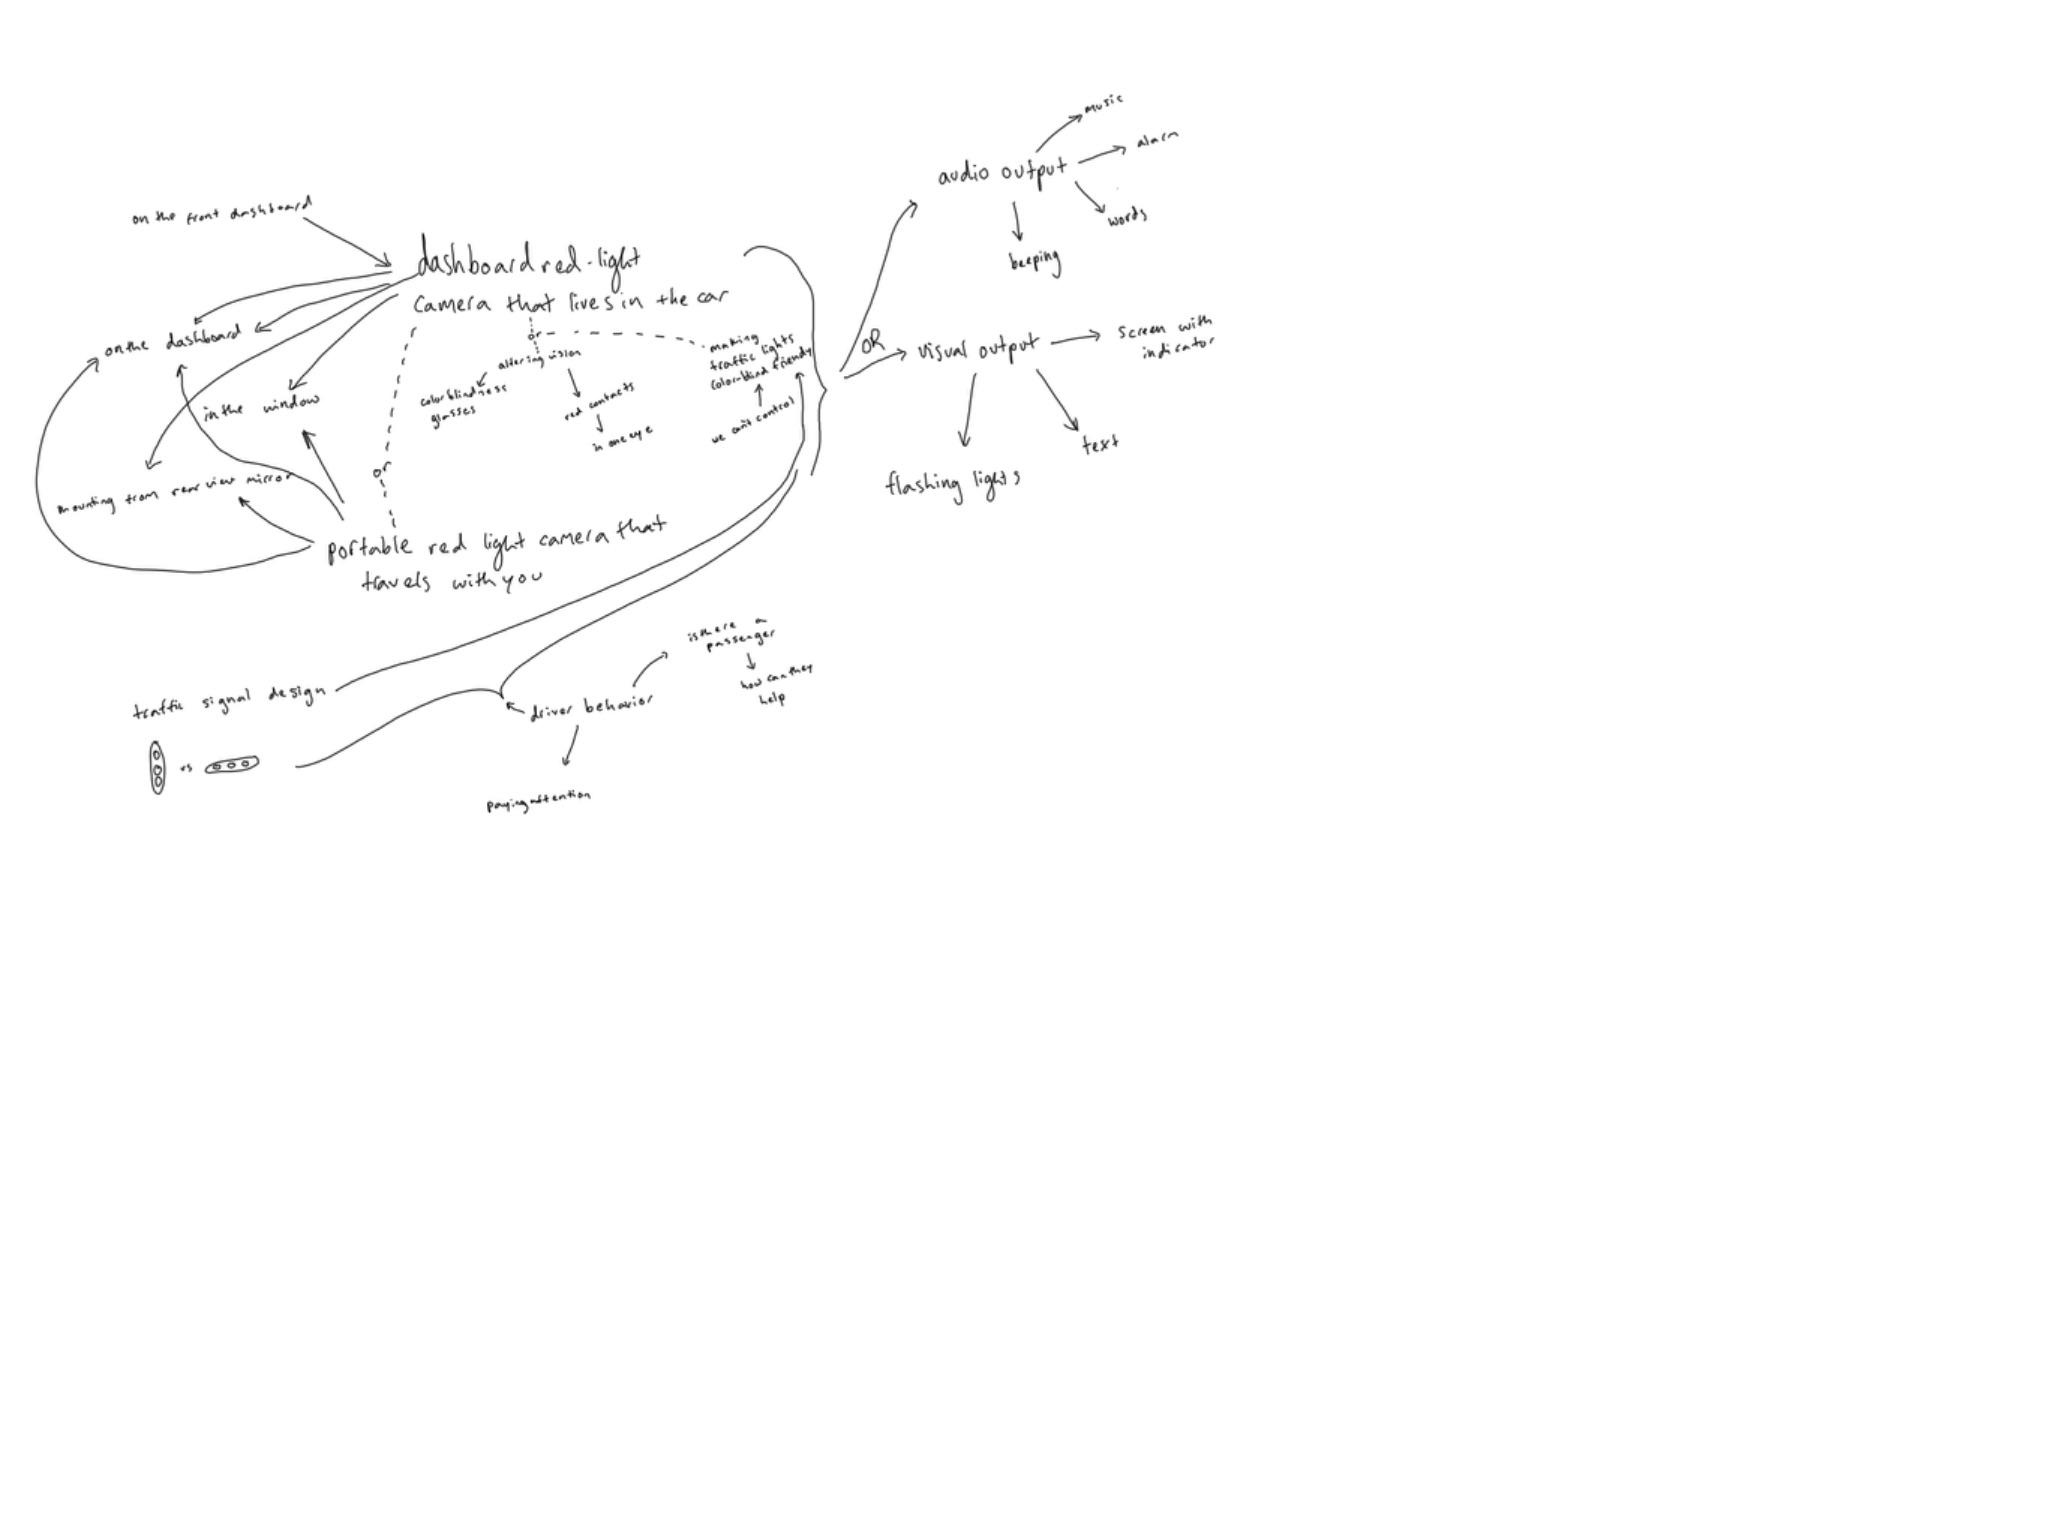 music
alarm
audio output
words
beeping
on the front dashboard
dashboard red-light
camera that lives in the car
or
OR
visual output
screen with
indicator
flashing lights
text
on the dashboard
in the window
mounting from rear view mirror
altering vision
colorblindness
glasses
red contacts
in one eye
making
traffic lights
color-blind friendly
we can't control
or
portable red light camera that
travels with you
is there a
passenger
how can they
help
traffic signal design
vs
driver behavior
paying attention